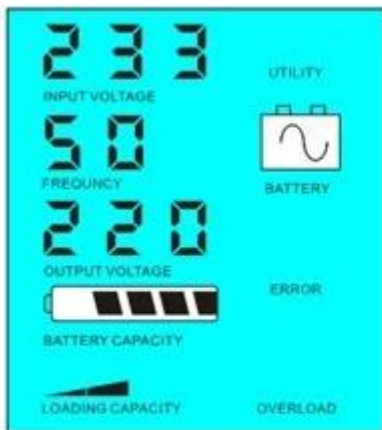 233
UTILITY
INPUT VOLTAGE
50
FREQUNCY
BATTERY
220
OUTPUT VOLTAGE
ERROR
BATTERY CAPACITY
LOADING CAPACITY
OVERLOAD